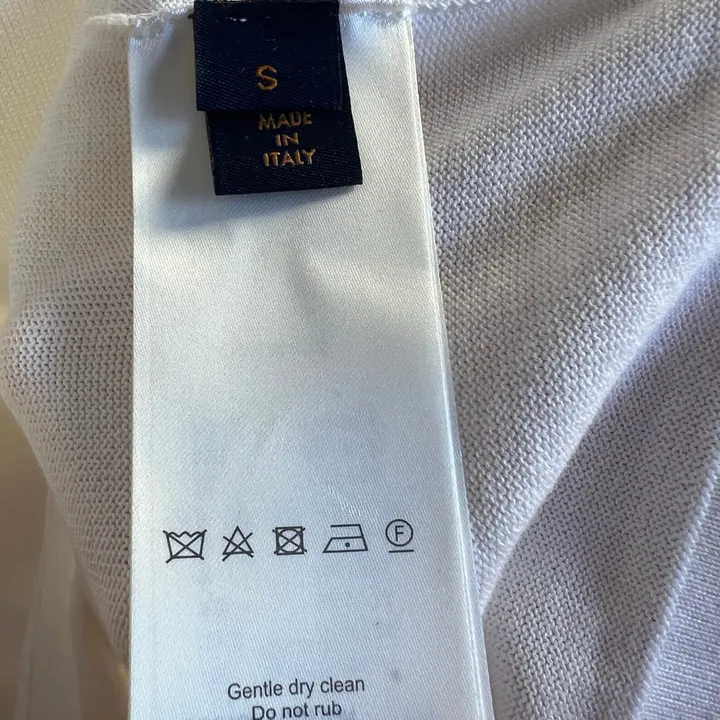 S
MADE
IN
ITALY
F
Gentle dry clean
Do not rub